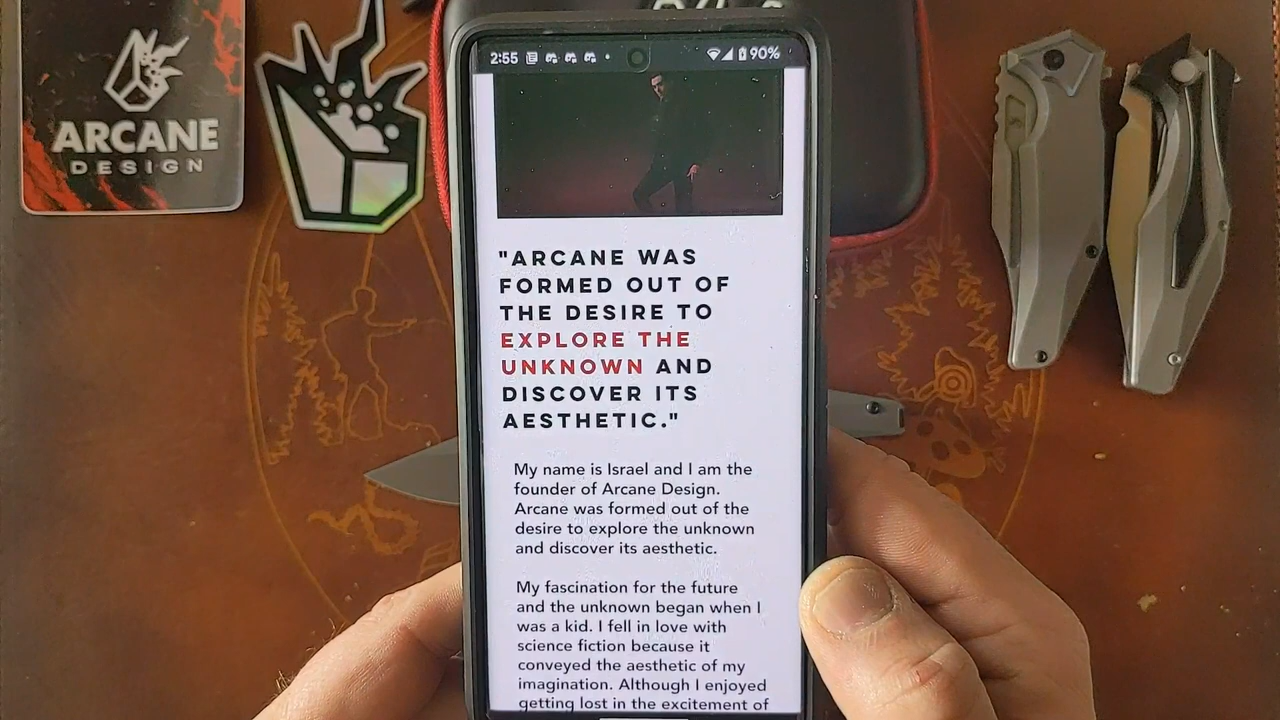 ARCANE
DESIGN
2:55
90%
"ARCANE WAS
FORMED OUT OF
THE DESIRE TO
EXPLORE THE
UNKNOWN AND
DISCOVER ITS
AESTHETIC."
My name is Israel and I am the
founder of Arcane Design.
Arcane was formed out of the
desire to explore the unknown
and discover its aesthetic.
My fascination for the future
and the unknown began when I
was a kid. I fell in love with
science fiction because it
conveyed the aesthetic of my
imagination. Although I enjoyed
getting lost in the excitement of